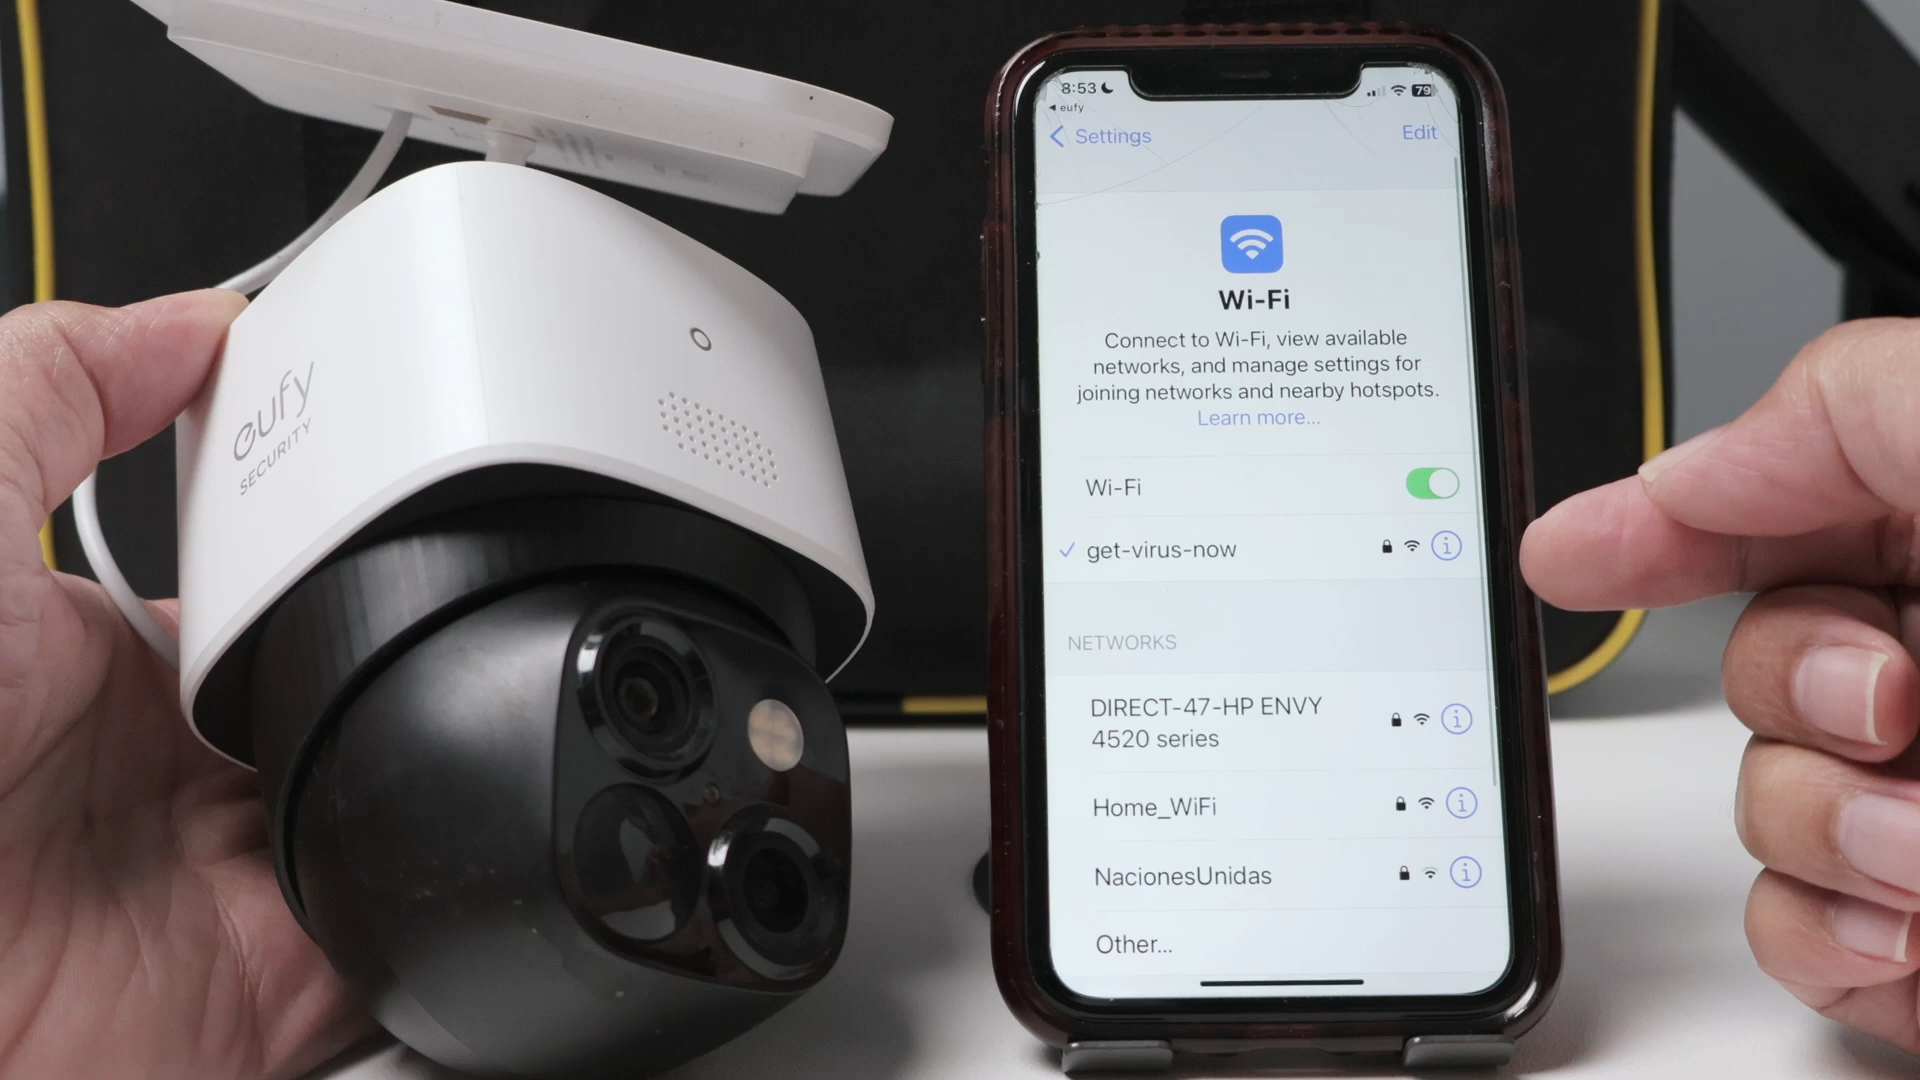 eufy
SECURITY
8:53
79
◀ eufy
Settings
Edit
Wi-Fi
Connect to Wi-Fi, view available
networks, and manage settings for
joining networks and nearby hotspots.
Learn more...
Wi-Fi
get-virus-now
NETWORKS
DIRECT-47-HP ENVY
4520 series
Home_WiFi
NacionesUnidas
Other...